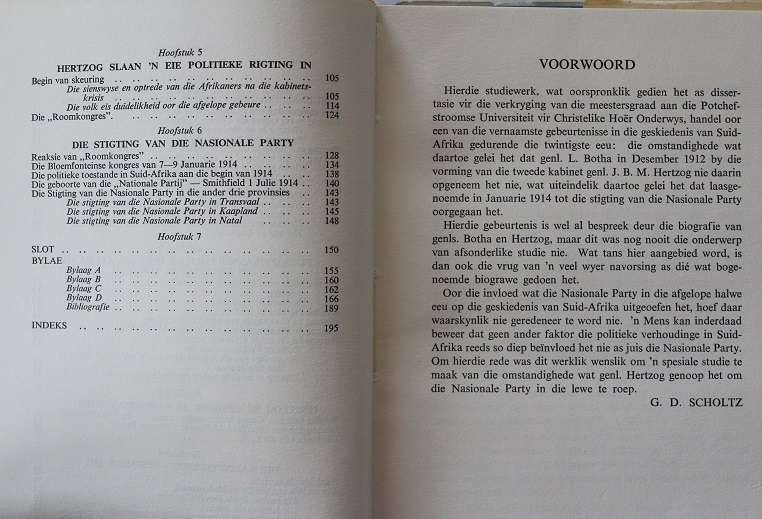 Hoofstuk 5
HERTZOG SLAAN 'N EIE POLITIEKE RIGTING IN
Begin van skeuring .. .. .. .. .. .. .. .. .. .. .. 105
Die sienswyse en optrede van die Afrikaners na die kabinets-
krisis .. .. .. .. .. .. .. .. .. .. 105
Die volk eis duidelikheid oor die afgelope gebeure .. .. .. 114
Die „Roomkongres". .. .. .. .. .. .. .. .. .. .. 124
Hoofstuk 6
DIE STIGTING VAN DIE NASIONALE PARTY
Reaksie van „Roomkongres” .. .. .. .. .. .. .. .. 128
Die Bloemfonteinse kongres van 7—9 Januarie 1914 .. .. .. 134
Die politieke toestande in Suid-Afrika aan die begin van 1914 .. 138
Die geboorte van die „Nationale Partij” — Smithfield 1 Julie 1914 . 140
Die Stigting van die Nasionale Party in die ander drie provinsies .. 143
Die stigting van die Nasionale Party in Transvaal .. .. .. 143
Die stigting van die Nasionale Party in Kaapland .. .. 145
Die stigting van die Nasionale Party in Natal .. .. .. 148
Hoofstuk 7
SLOT .. .. .. .. .. .. .. .. .. .. .. .. 150
BYLAE
Bylaag A .. .. .. .. .. .. .. .. .. .. 155
Bylaag B .. .. .. .. .. .. .. .. .. .. 160
Bylaag C .. .. .. .. .. .. .. .. .. .. 162
Bylaag D .. .. .. .. .. .. .. .. .. .. 166
Bibliografie .. .. .. .. .. .. .. .. .. .. 189
INDEKS .. .. .. .. .. .. .. .. .. .. .. 195
VOORWOORD
Hierdie studiewerk, wat oorspronklik gedien het as disser-
tasie vir die verkryging van die meestersgraad aan die Potchef-
stroomse Universiteit vir Christelike Hoër Onderwys, handel oor
een van die vernaamste gebeurtenisse in die geskiedenis van Suid-
Afrika gedurende die twintigste eeu: die omstandighede wat
daartoe gelei het dat genl. L. Botha in Desember 1912 by die
vorming van die tweede kabinet genl. J. B. M. Hertzog nie daarin
opgeneem het nie, wat uiteindelik daartoe gelei het dat laasge-
noemde in Januarie 1914 tot die stigting van die Nasionale Party
oorgegaan het.
Hierdie gebeurtenis is wel al bespreek deur die biografie van
genls. Botha en Hertzog, maar dit was nog nooit die onderwerp
van afsonderlike studie nie. Wat tans hier aangebied word, is
dan ook die vrug van 'n veel wyer navorsing as dié wat boge-
noemde biograwe gedoen het.
Oor die invloed wat die Nasionale Party in die afgelope halwe
eeu op die geskiedenis van Suid-Afrika uitgeoefen het, hoef daar
waarskynlik nie geredeneer te word nie. 'n Mens kan inderdaad
beweer dat geen ander faktor die politieke verhoudinge in Suid-
Afrika reeds so diep beïnvloed het nie as juis die Nasionale Party.
Om hierdie rede was dit werklik wenslik om 'n spesiale studie te
maak van die omstandighede wat genl. Hertzog genoop het om
die Nasionale Party in die lewe te roep.
G. D. SCHOLTZ